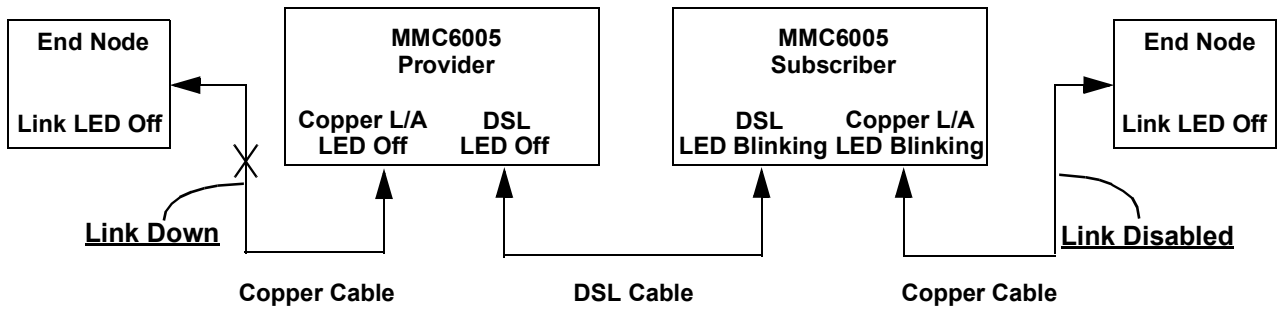 End Node
Link LED Off
MMC6005
Provider
Copper L/A
LED Off
DSL
LED Off
MMC6005
Subscriber
DSL
LED Blinking
Copper L/A
LED Blinking
End Node
Link LED Off
Link Down
Link Disabled
Copper Cable
DSL Cable
Copper Cable